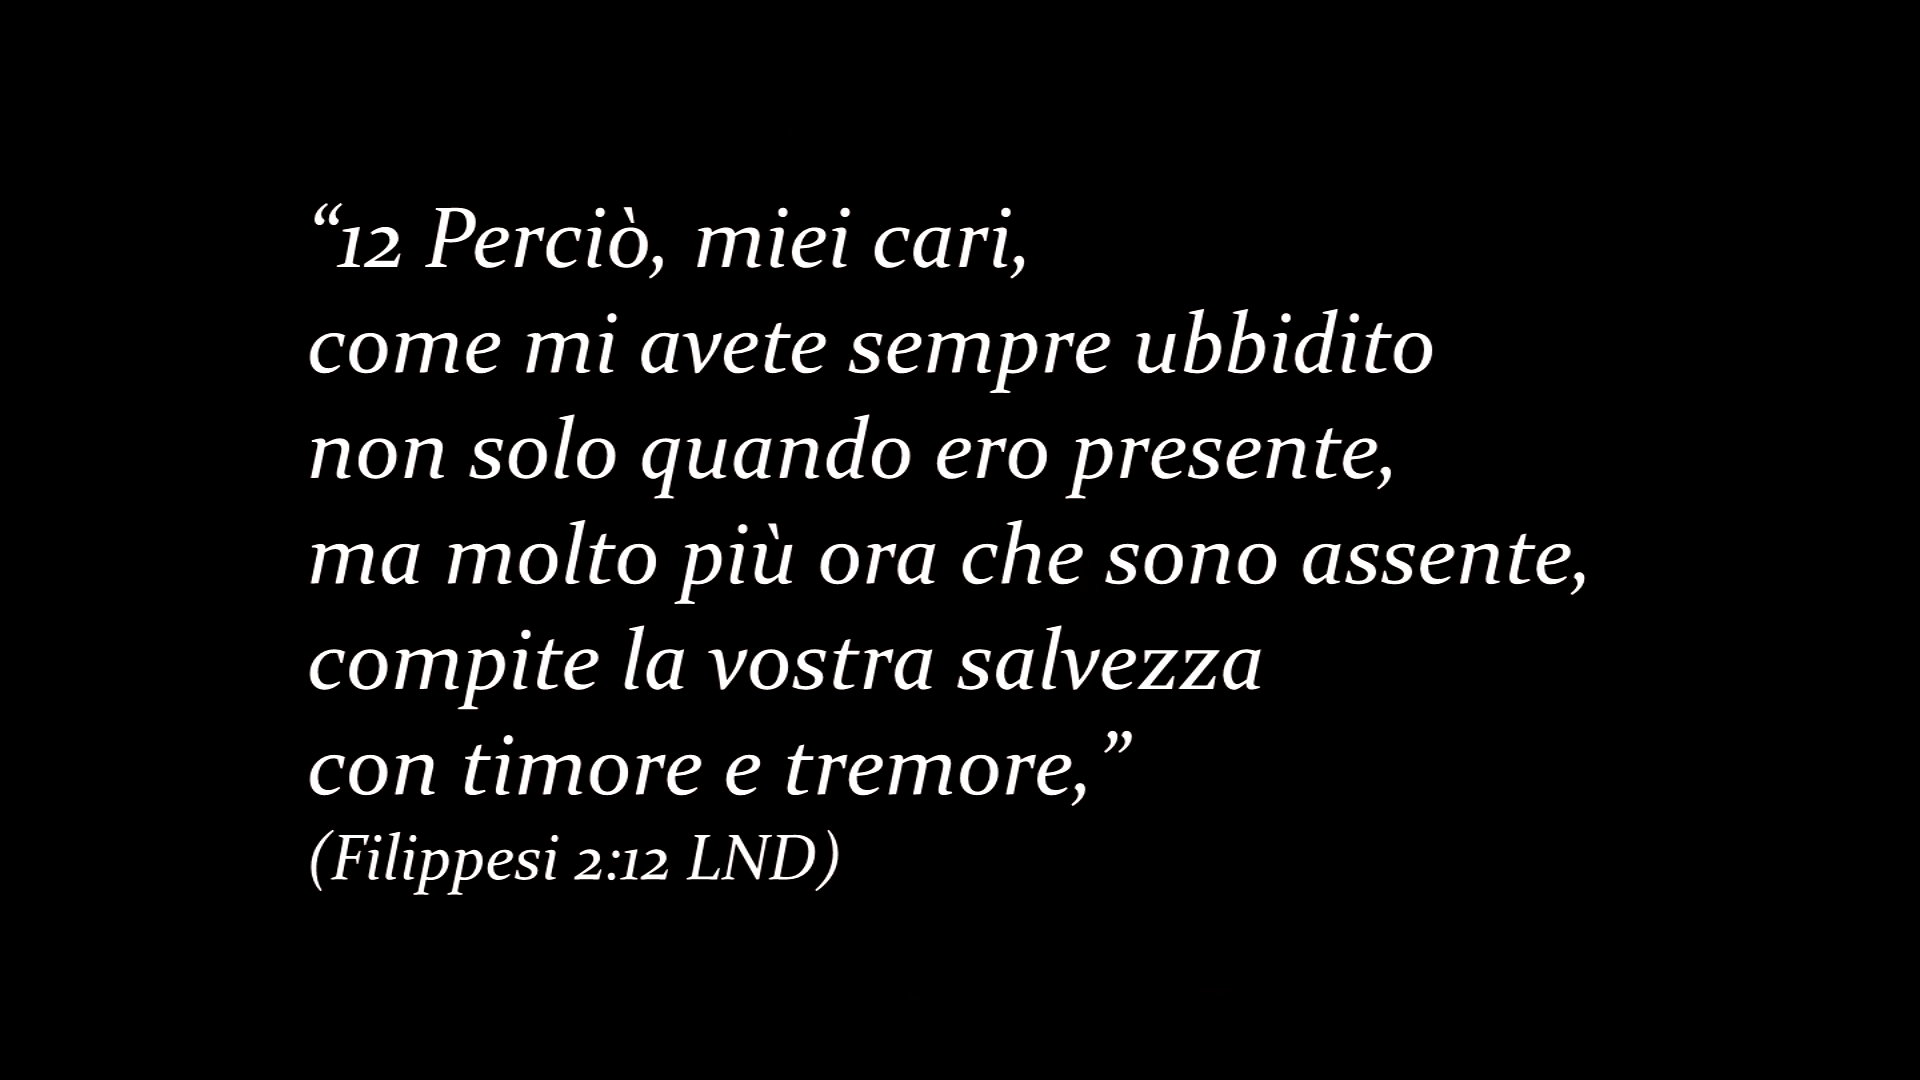 “12 Perciò, miei cari,
come mi avete sempre ubbidito
non solo quando ero presente,
ma molto più ora che sono assente,
compite la vostra salvezza
con timore e tremore,”
(Filippesi 2:12 LND)